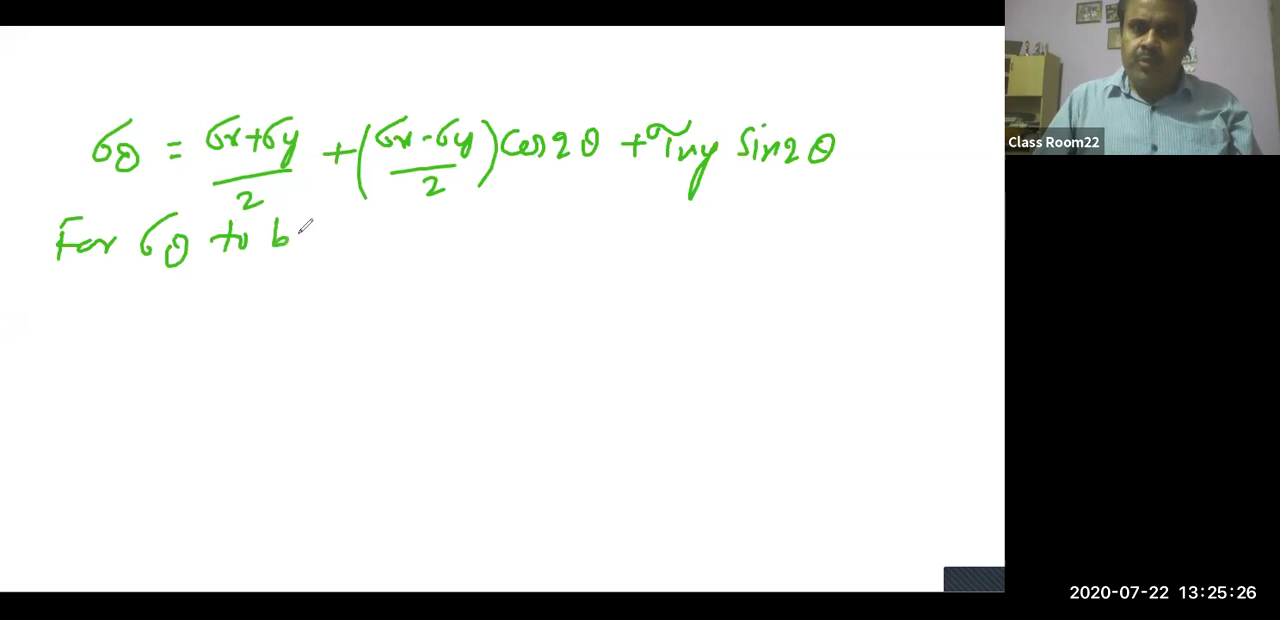 σθ = σx+σy/2 + (σx-σy/2) cos2θ + τxy sin2θ
For σθ to b
Class Room22
2020-07-22 13:25:26